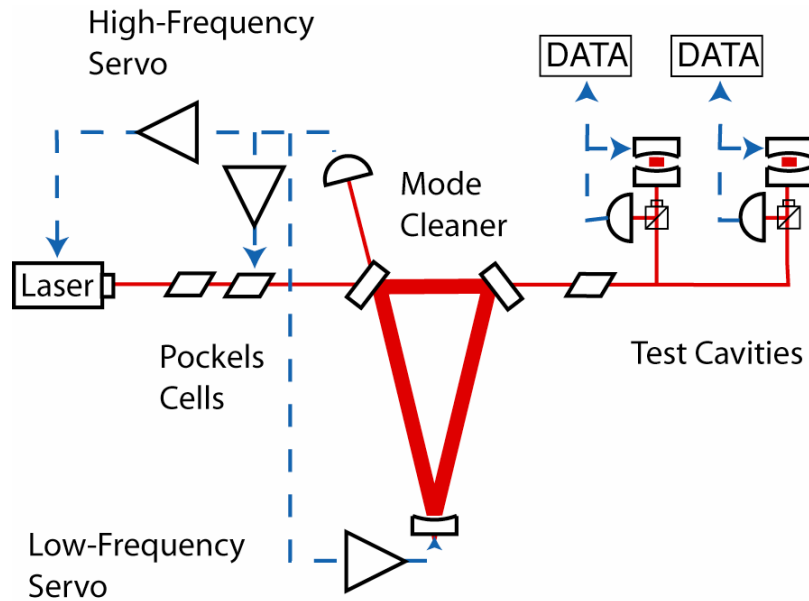 High-Frequency
Servo
DATA
DATA
Mode
Cleaner
Laser
Pockels
Cells
Test Cavities
Low-Frequency
Servo